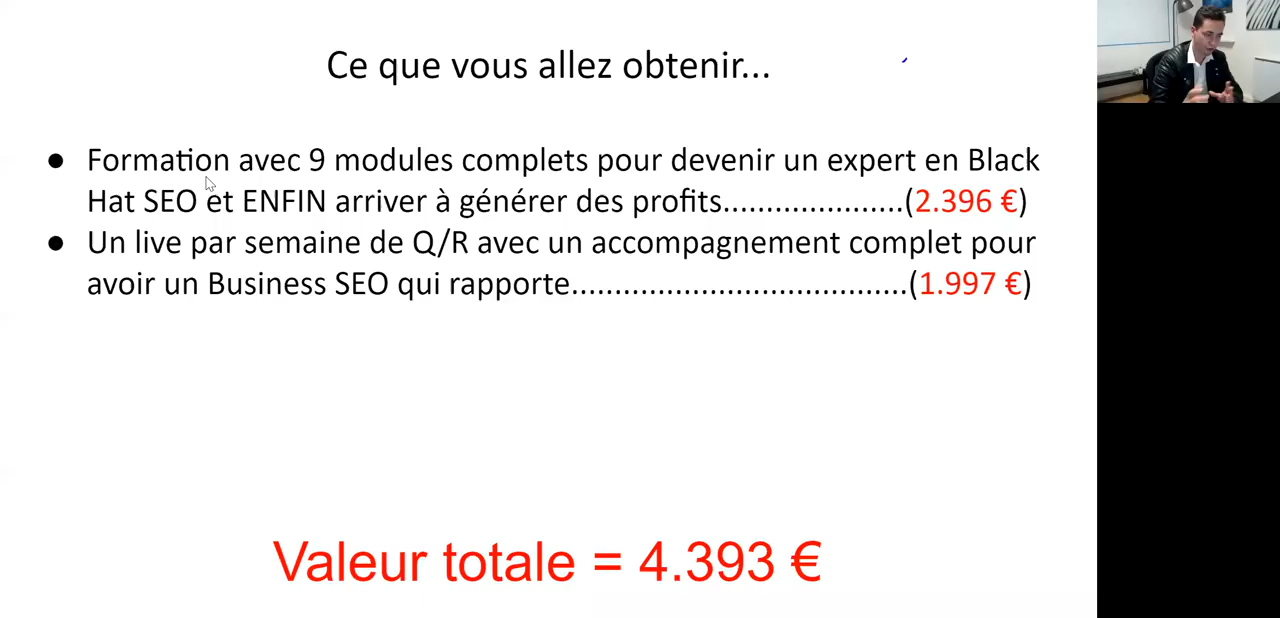 Ce que vous allez obtenir...
● Formation avec 9 modules complets pour devenir un expert en Black
Hat SEO et ENFIN arriver à générer des profits.....................(2.396 €)
● Un live par semaine de Q/R avec un accompagnement complet pour
avoir un Business SEO qui rapporte.......................................(1.997 €)
Valeur totale = 4.393 €